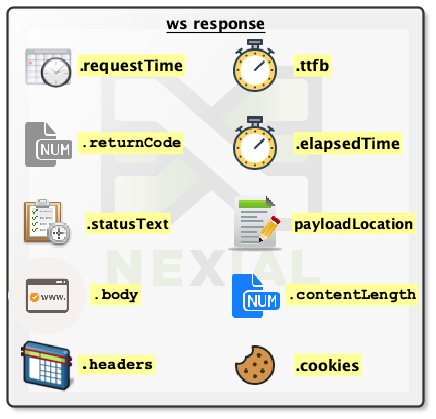 ws response
.requestTime
.ttfb
NUM
.returnCode
.elapsedTime
.statusText
payloadLocation
NEXIAL
www.
.body
NUM
.contentLength
.headers
.cookies